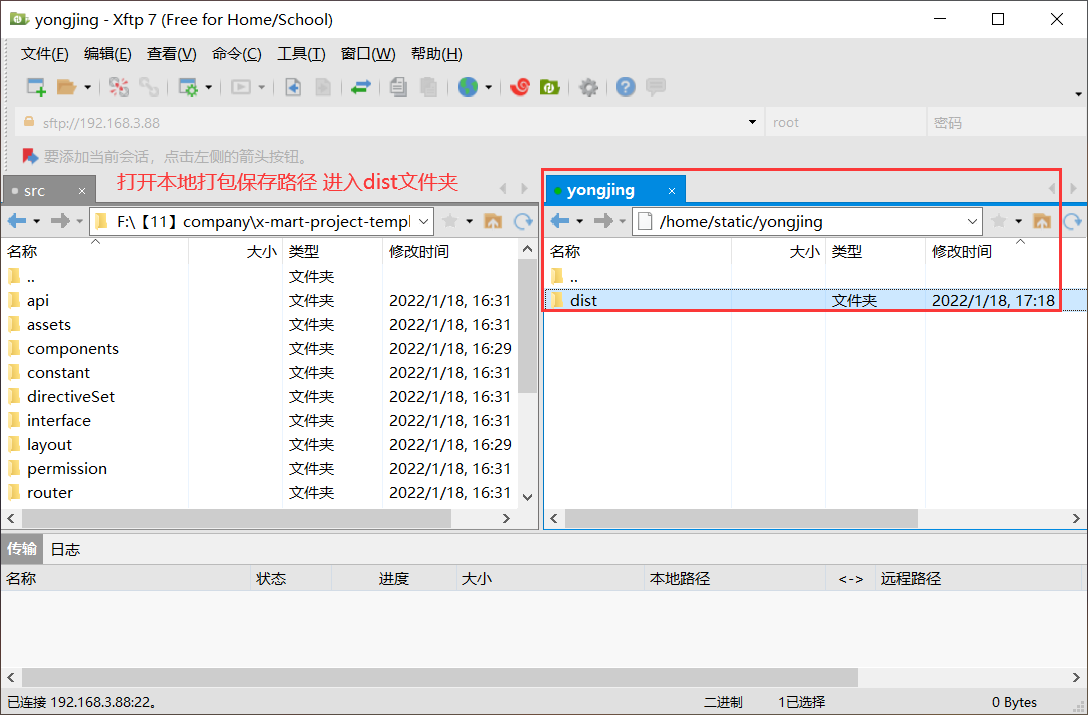 yongjing - Xftp 7 (Free for Home/School)
文件(F) 编辑(E) 查看(V) 命令(C) 工具(T) 窗口(W) 帮助(H)
sftp://192.168.3.88 root 密码
要添加当前会话，点击左侧的箭头按钮。
打开本地打包保存路径 进入dist文件夹
src × yongjing ×
F:\【11】company\x-mart-project-templ /home/static/yongjing
名称 大小 类型 修改时间 名称 大小 类型 修改时间
.. 文件夹 ..
api 文件夹 2022/1/18, 16:31 dist 文件夹 2022/1/18, 17:18
assets 文件夹 2022/1/18, 16:31
components 文件夹 2022/1/18, 16:29
constant 文件夹 2022/1/18, 16:31
directiveSet 文件夹 2022/1/18, 16:31
interface 文件夹 2022/1/18, 16:31
layout 文件夹 2022/1/18, 16:29
permission 文件夹 2022/1/18, 16:31
router 文件夹 2022/1/18, 16:31
传输 日志
名称 状态 进度 大小 本地路径 <-> 远程路径
已连接 192.168.3.88:22。 二进制 1已选择 0 Bytes